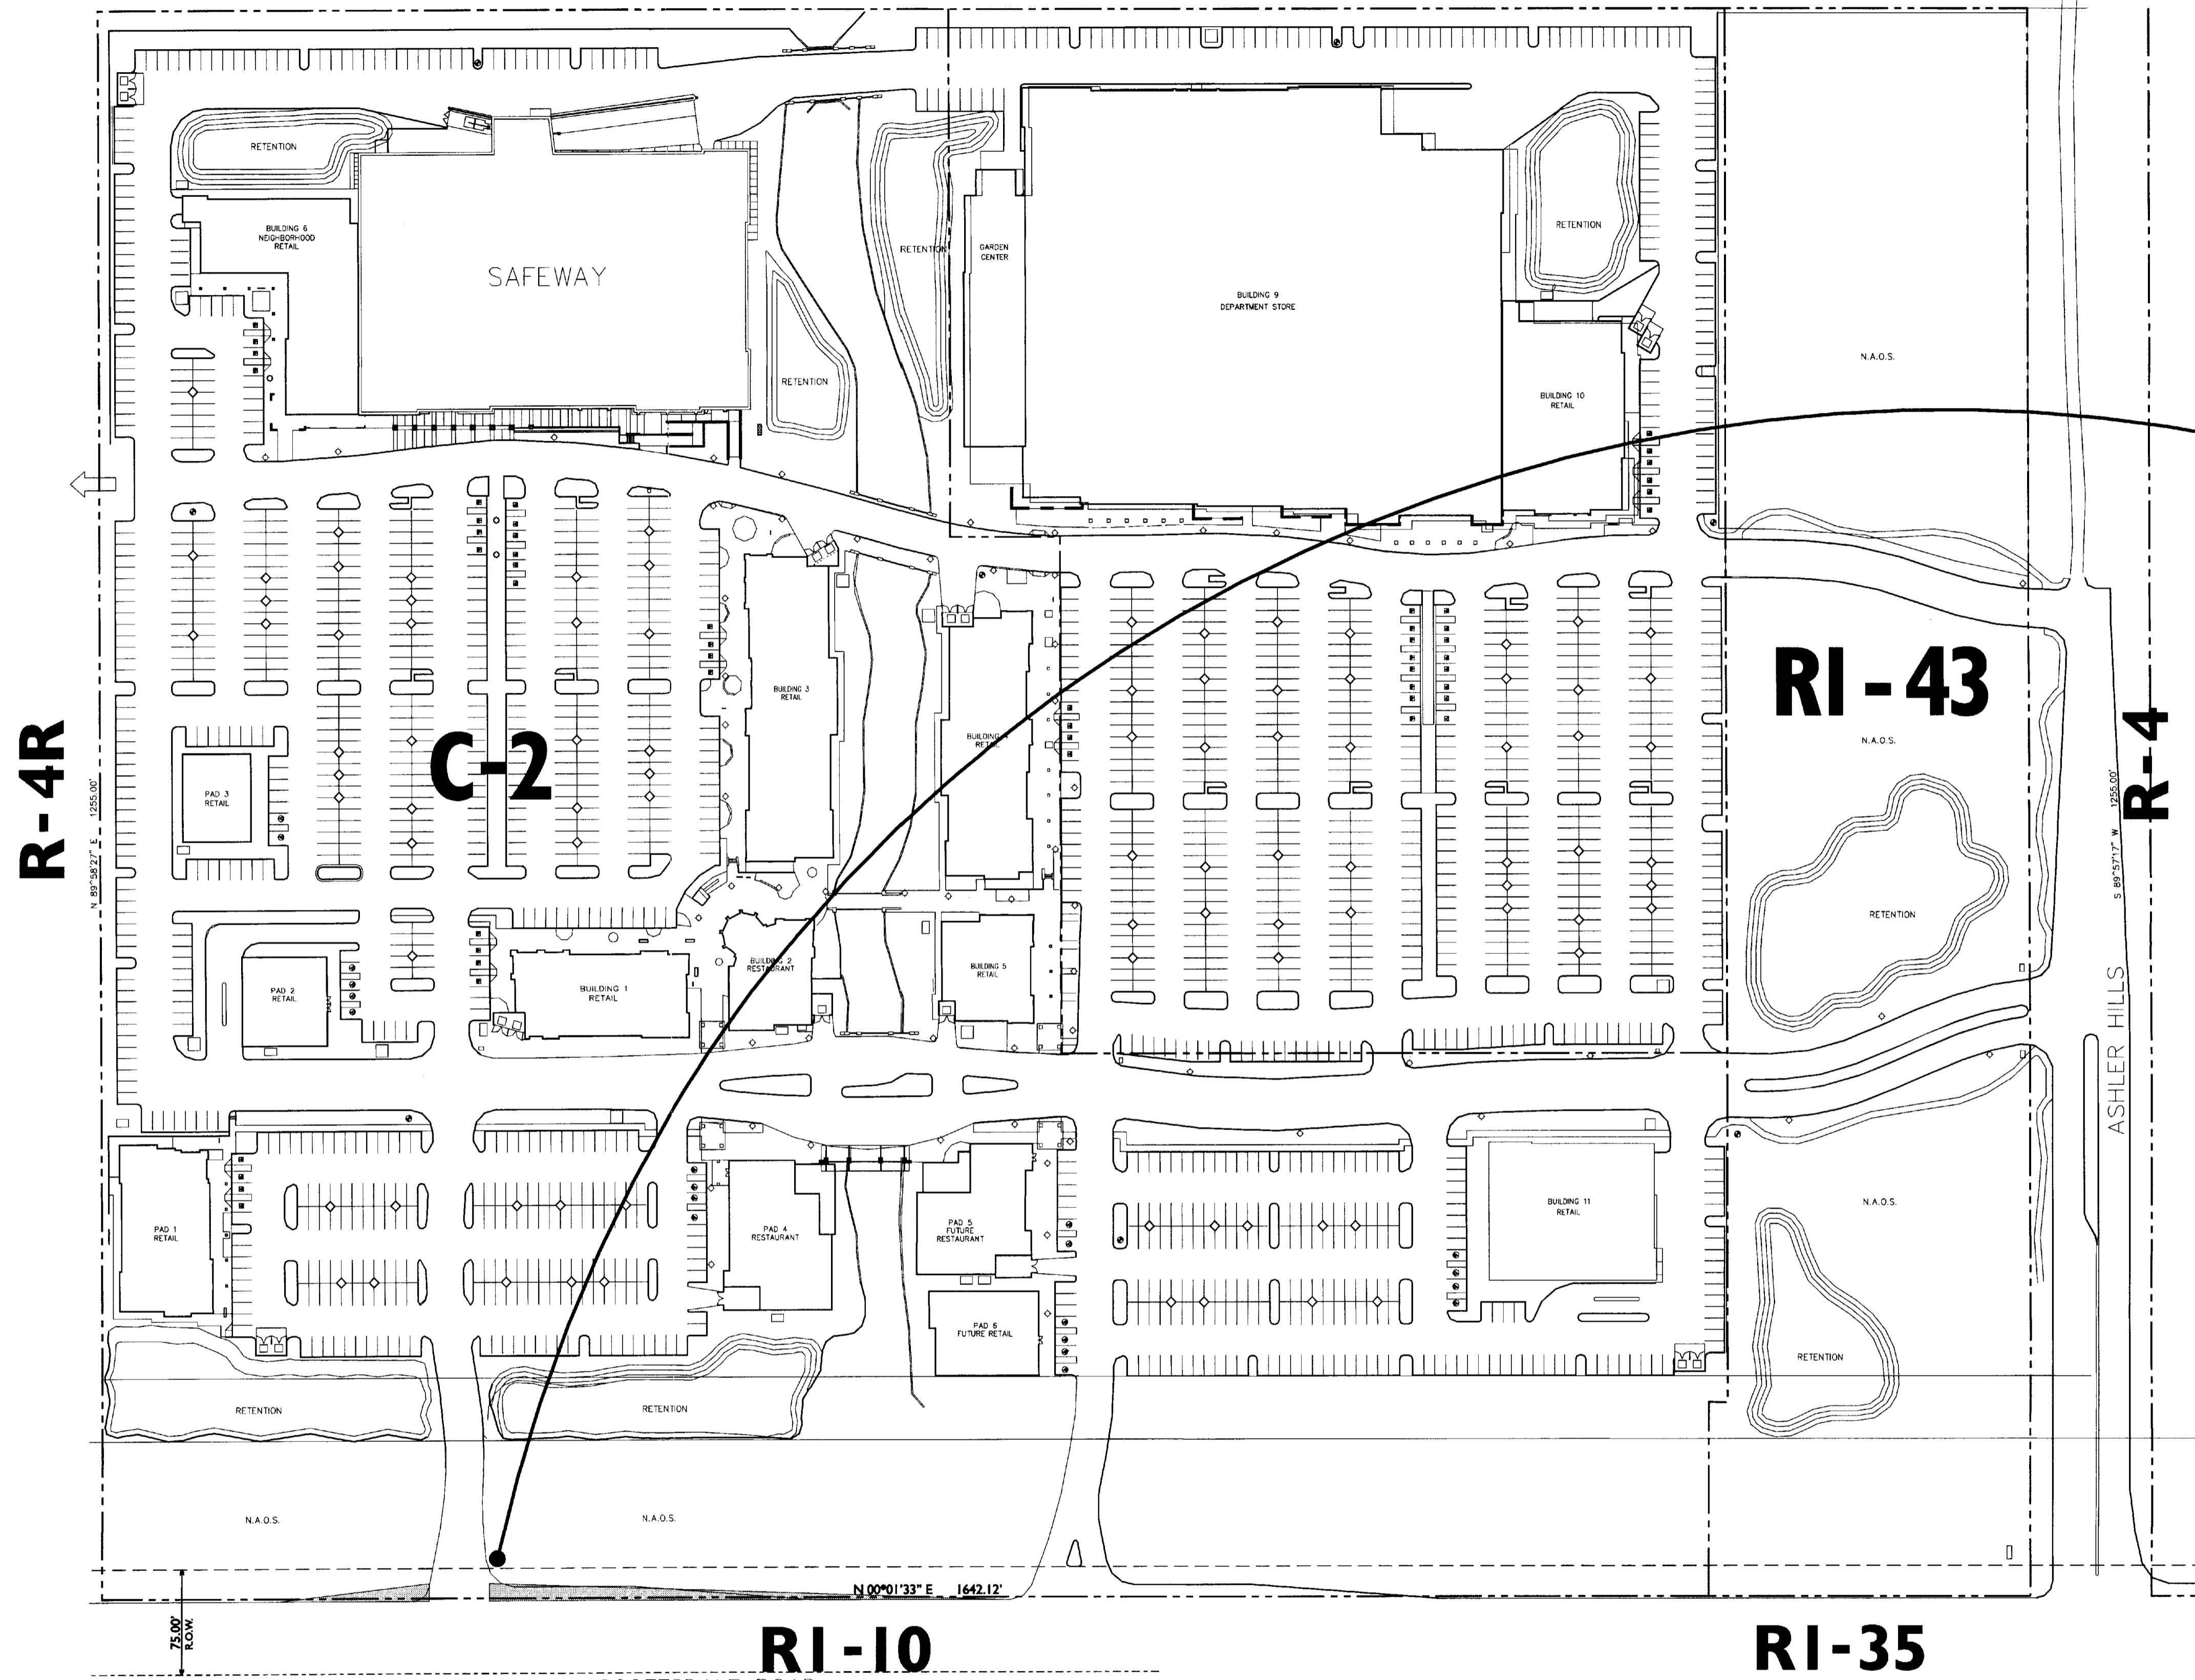 RETENTION
BUILDING 6
NEIGHBORHOOD
RETAIL
SAFEWAY
RETENTION
RETENTION
GARDEN
CENTER
BUILDING 9
DEPARTMENT STORE
RETENTION
BUILDING 10
RETAIL
N.A.O.S.
R-4R
N 89°58'27" E 1255.00'
C-2
BUILDING 3
RETAIL
BUILDING 4
RETAIL
RI-43
N.A.O.S.
R-4
S 89°57'17" W 1255.00'
PAD 3
RETAIL
RETENTION
PAD 2
RETAIL
BUILDING 1
RETAIL
BUILDING 2
RESTAURANT
BUILDING 5
RETAIL
ASHLER HILLS
PAD 1
RETAIL
PAD 4
RESTAURANT
PAD 5
FUTURE
RESTAURANT
BUILDING 11
RETAIL
N.A.O.S.
PAD 6
FUTURE RETAIL
RETENTION
RETENTION
RETENTION
N.A.O.S.
N.A.O.S.
N 00°01'33" E 1642.12'
75.00'
R.O.W.
RI-10
RI-35